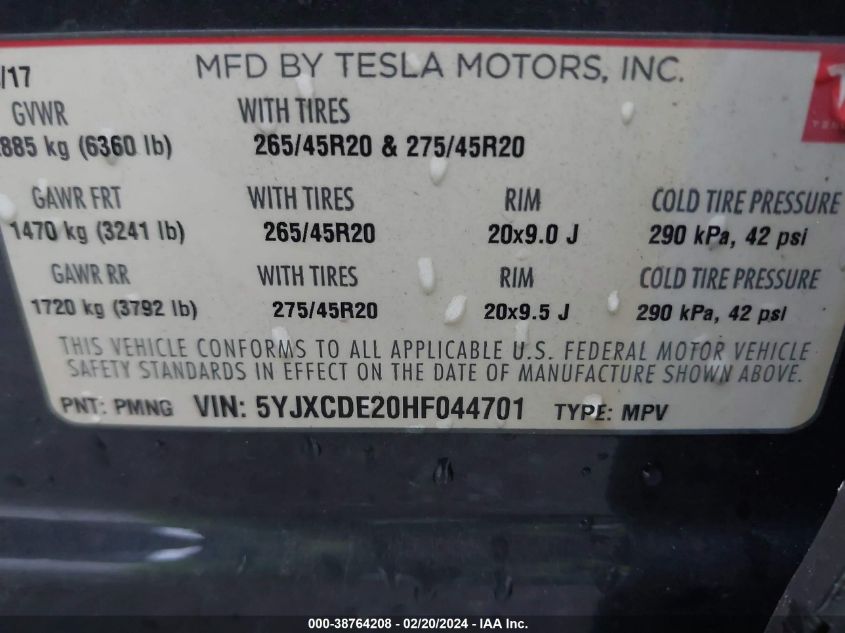 /17 MFD BY TESLA MOTORS, INC.
GVWR WITH TIRES
885 kg (6360 lb) 265/45R20 & 275/45R20
GAWR FRT WITH TIRES RIM COLD TIRE PRESSURE
1470 kg (3241 lb) 265/45R20 20x9.0 J 290 kPa, 42 psi
GAWR RR WITH TIRES RIM COLD TIRE PRESSURE
1720 kg (3792 lb) 275/45R20 20x9.5 J 290 kPa, 42 psi
THIS VEHICLE CONFORMS TO ALL APPLICABLE U.S. FEDERAL MOTOR VEHICLE
SAFETY STANDARDS IN EFFECT ON THE DATE OF MANUFACTURE SHOWN ABOVE.
PNT: PMNG VIN: 5YJXCDE20HF044701 TYPE: MPV
000-38764208 - 02/20/2024 - IAA Inc.